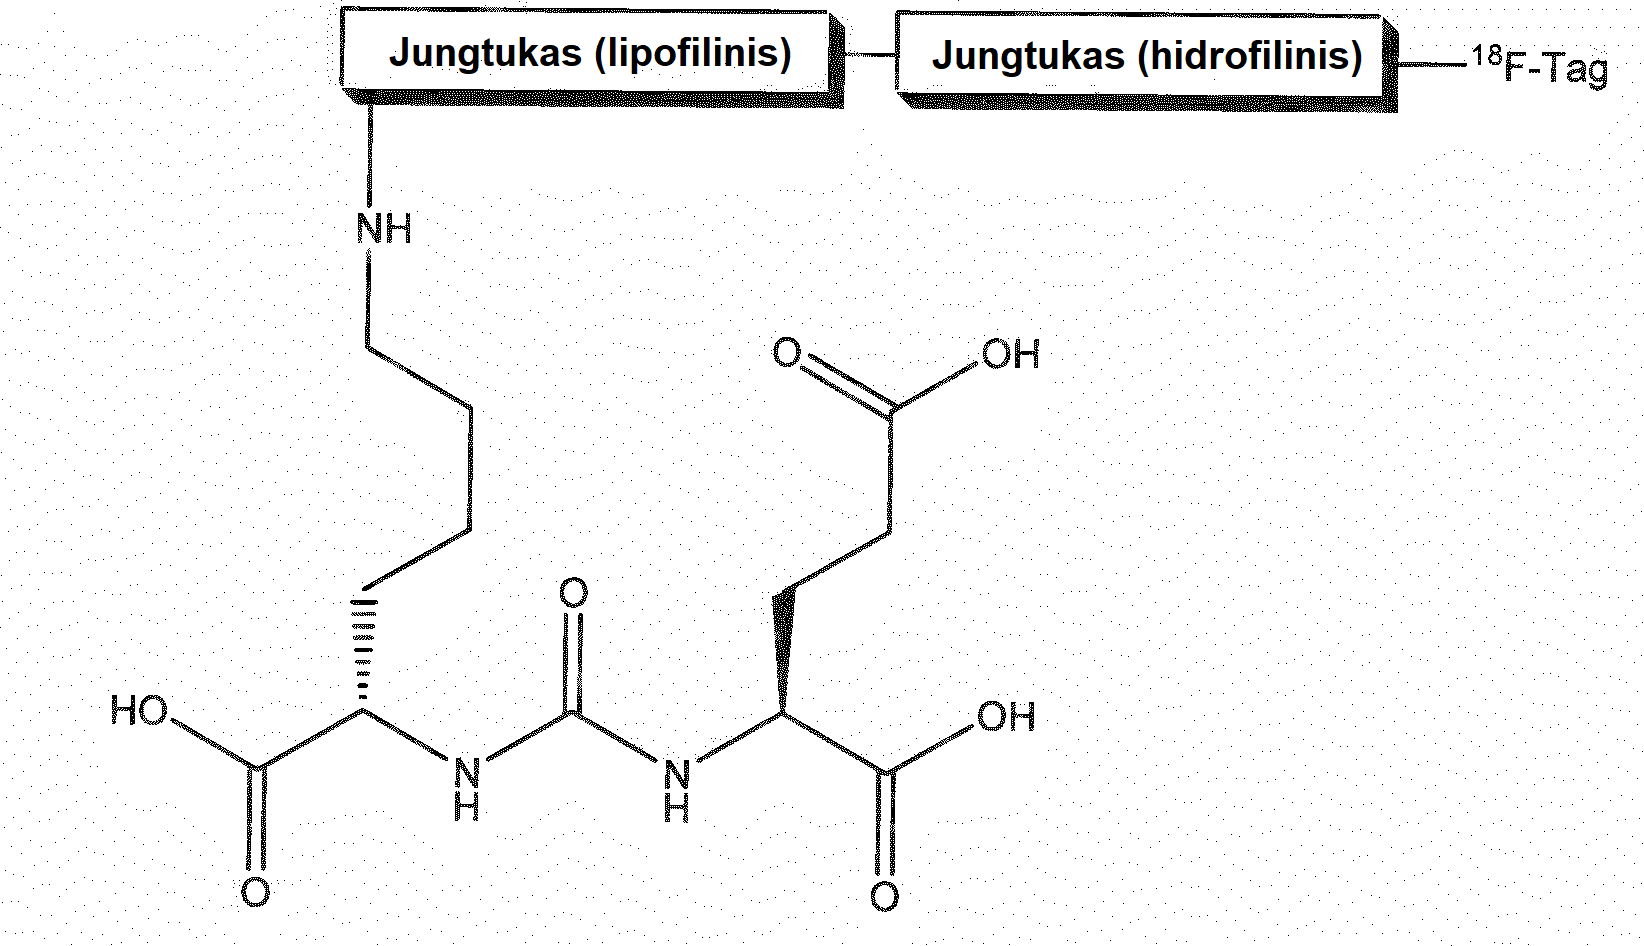 Jungtukas (lipofilinis)
Jungtukas (hidrofilinis)
18F-Tag
NH
O
OH
O
HO
N
H
N
H
OH
O
O